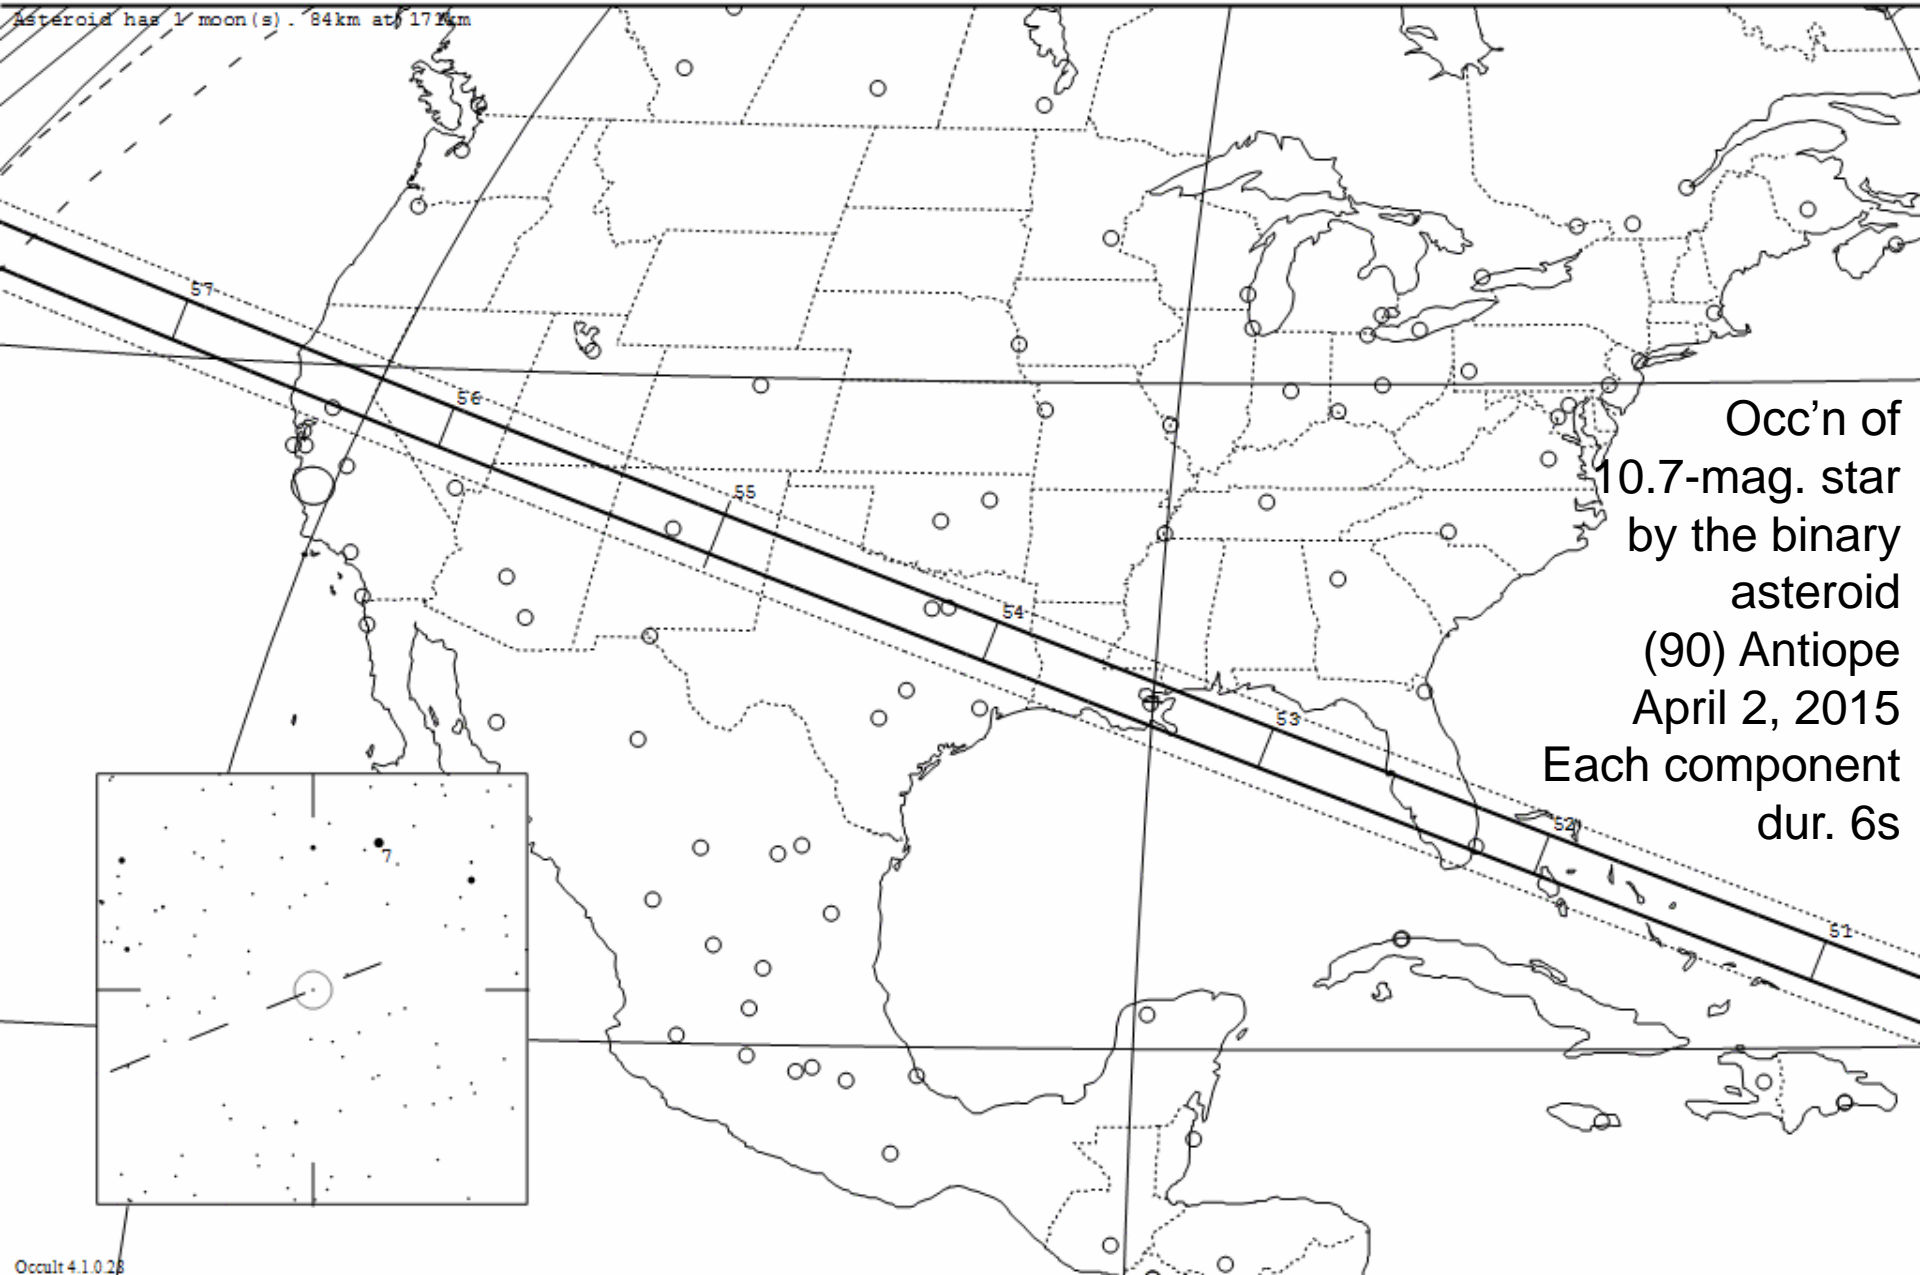 Asteroid has 1 moon(s). 84km at 171km
57
56
55
54
53
52
51
Occ’n of
10.7-mag. star
by the binary
asteroid
(90) Antiope
April 2, 2015
Each component
dur. 6s
7
Occult 4.1.0.28